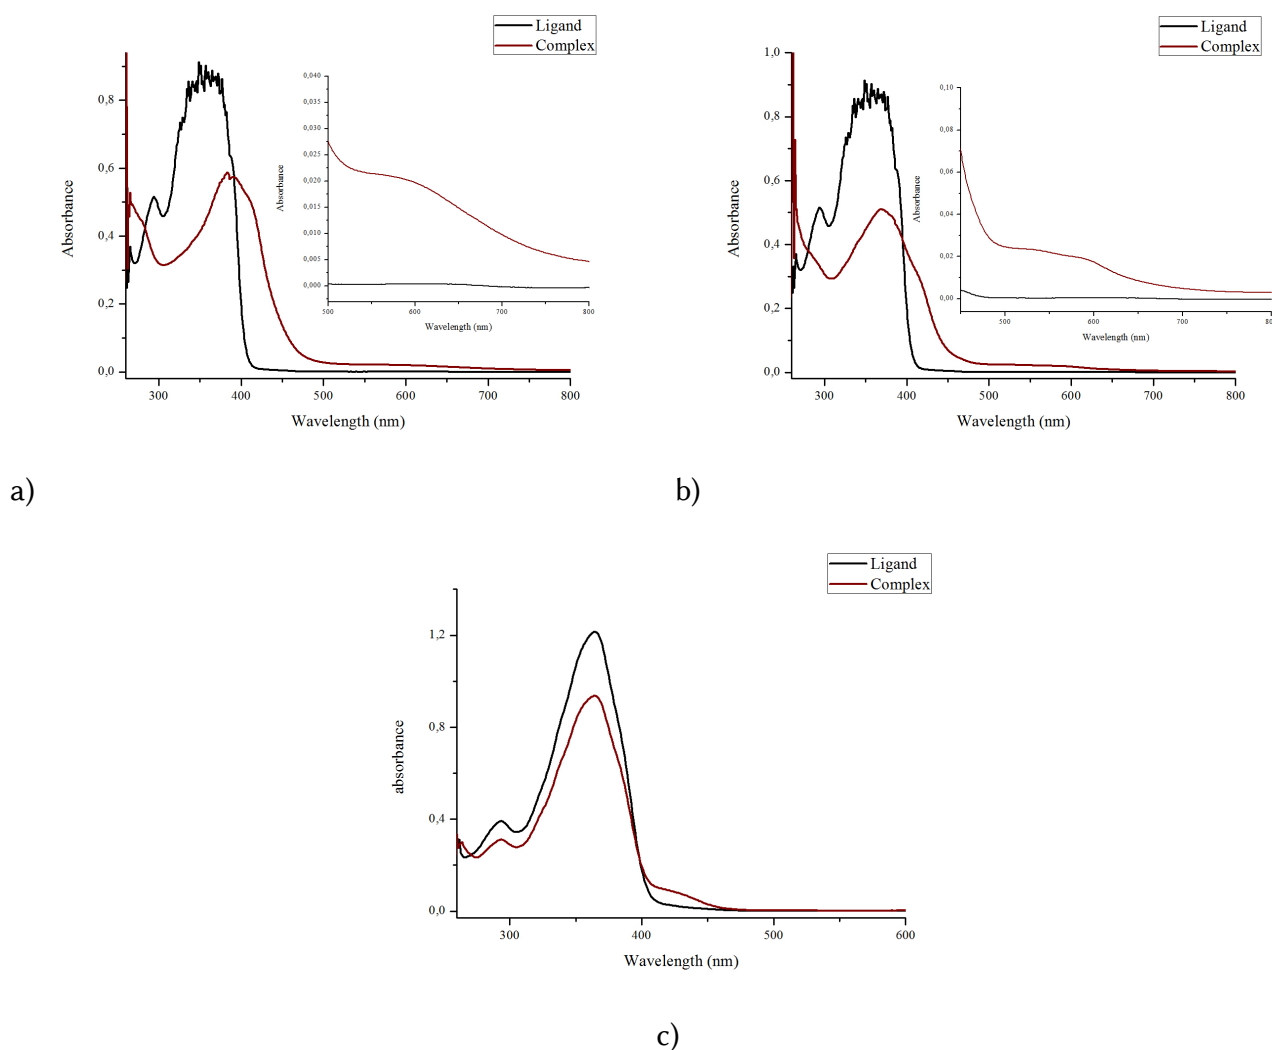 Ligand
Complex
0,8
0,6
0,4
0,2
0,0
Absorbance
300 400 500 600 700 800
Wavelength (nm)
0,040
0,035
0,030
0,025
0,020
0,015
0,010
0,005
0,000
Absorbance
500 600 700 800
Wavelength (nm)
a)
Ligand
Complex
1,0
0,8
0,6
0,4
0,2
0,0
Absorbance
300 400 500 600 700 800
Wavelength (nm)
0,10
0,08
0,06
0,04
0,02
0,00
Absorbance
500 600 700 800
Wavelength (nm)
b)
Ligand
Complex
1,2
0,8
0,4
0,0
absorbance
300 400 500 600
Wavelength (nm)
c)